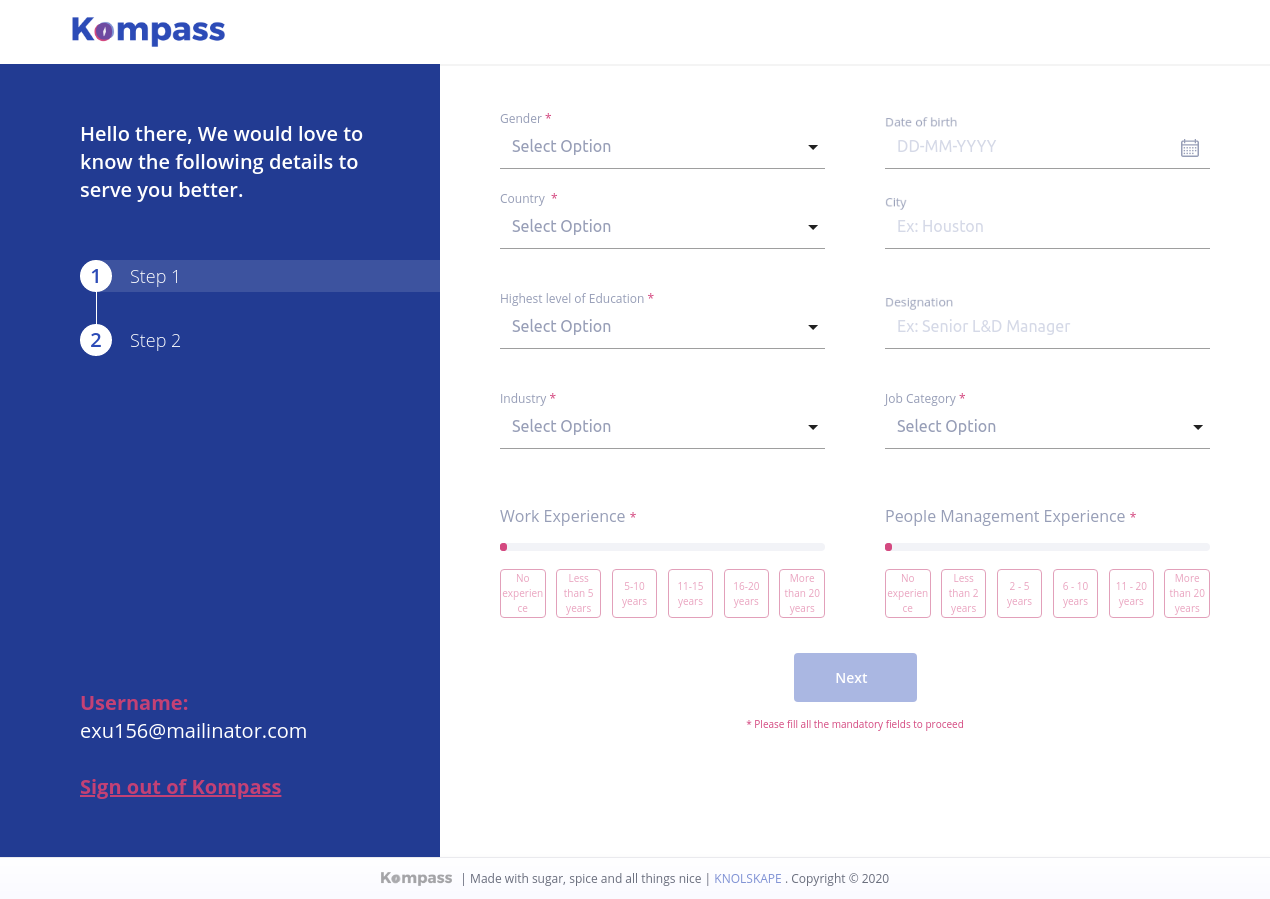 Kompass
Hello there, We would love to
know the following details to
serve you better.
1 Step 1
2 Step 2
Username:
exu156@mailinator.com
Sign out of Kompass
Gender *
Select Option
Date of birth
DD-MM-YYYY
Country *
Select Option
City
Ex: Houston
Highest level of Education *
Select Option
Designation
Ex: Senior L&D Manager
Industry *
Select Option
Job Category *
Select Option
Work Experience *
No
experien
ce
Less
than 5
years
5-10
years
11-15
years
16-20
years
More
than 20
years
People Management Experience *
No
experien
ce
Less
than 2
years
2 - 5
years
6 - 10
years
11 - 20
years
More
than 20
years
Next
* Please fill all the mandatory fields to proceed
Kompass | Made with sugar, spice and all things nice | KNOLSKAPE . Copyright © 2020